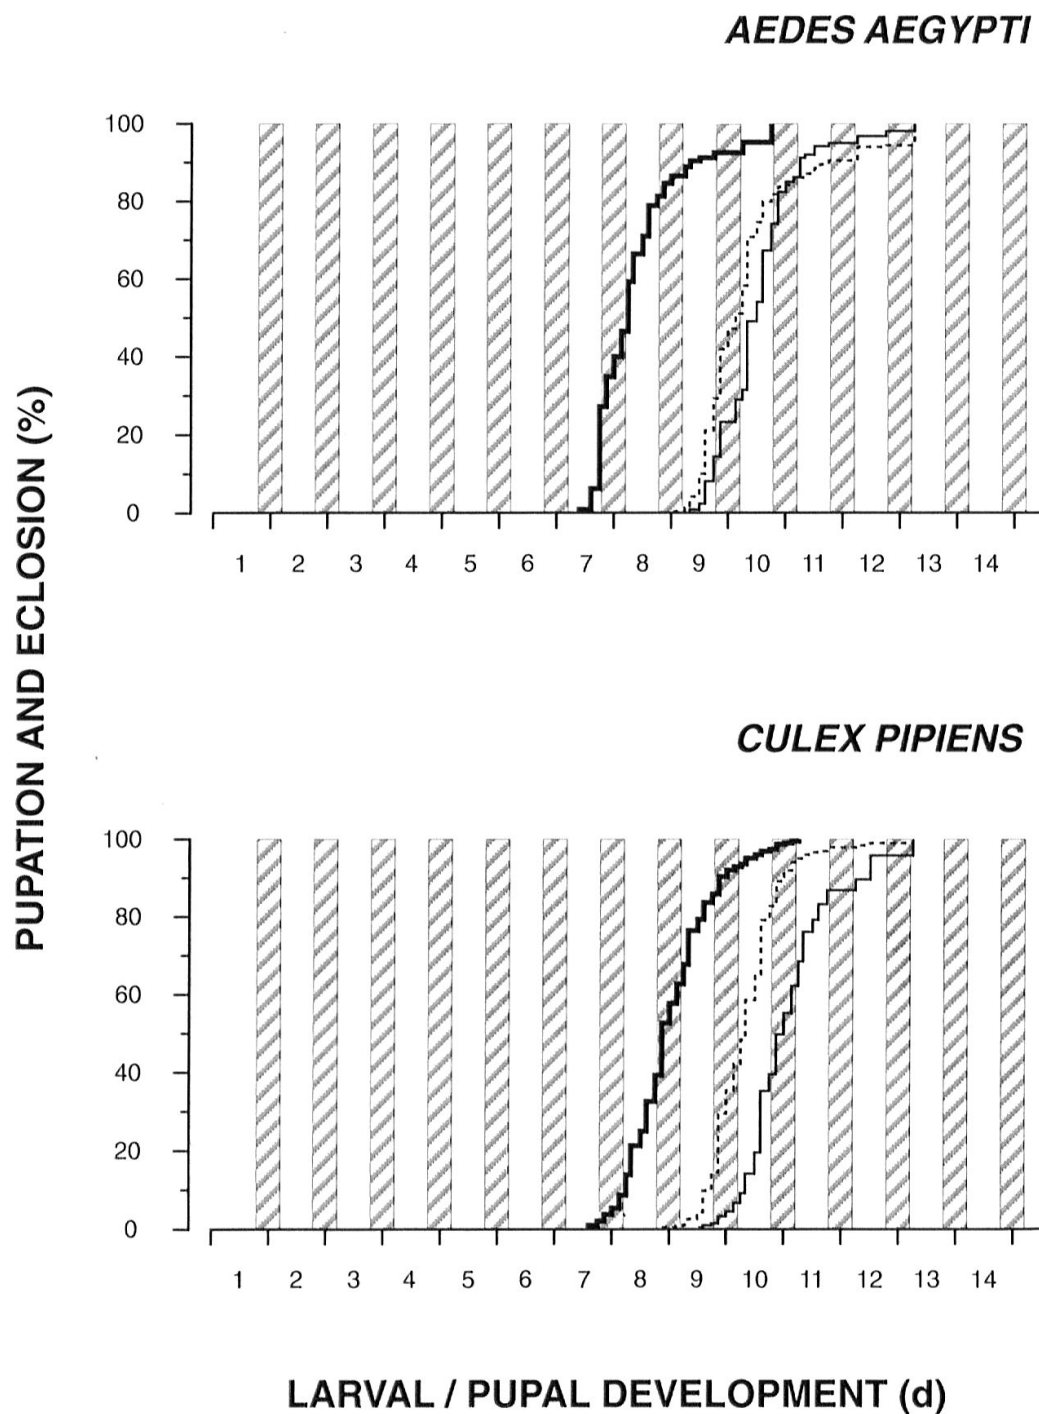 AEDES AEGYPTI
100
80
60
40
20
0
1 2 3 4 5 6 7 8 9 10 11 12 13 14
PUPATION AND ECLOSION (%)
CULEX PIPIENS
100
80
60
40
20
0
1 2 3 4 5 6 7 8 9 10 11 12 13 14
LARVAL / PUPAL DEVELOPMENT (d)